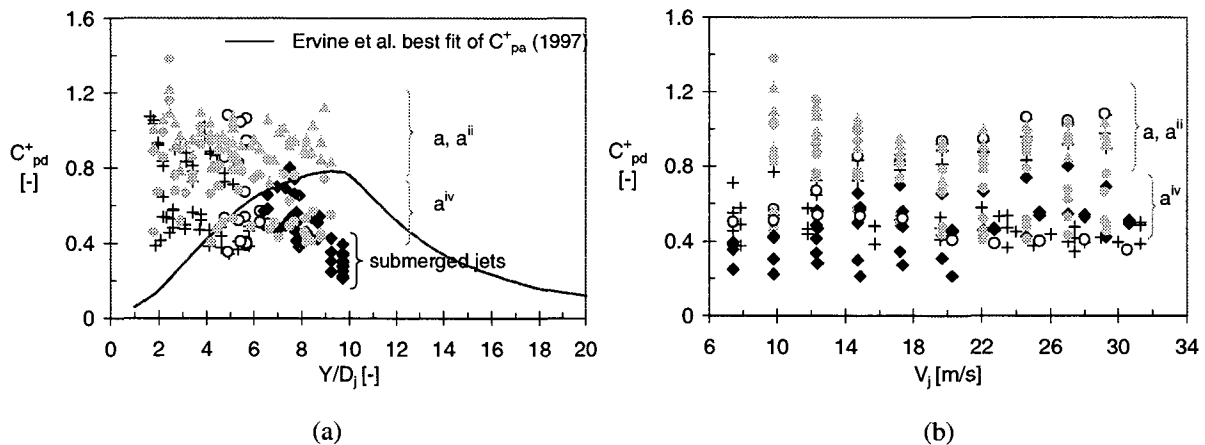 1.6
1.2
0.8
0.4
0
C⁺pd
[-]
Ervine et al. best fit of C⁺pa (1997)
a, aⁱⁱ
aⁱᵛ
submerged jets
0 2 4 6 8 10 12 14 16 18 20
Y/Dj [-]
(a)
1.6
1.2
0.8
0.4
0
C⁺pd
[-]
a, aⁱⁱ
aⁱᵛ
6 10 14 18 22 26 30 34
Vj [m/s]
(b)